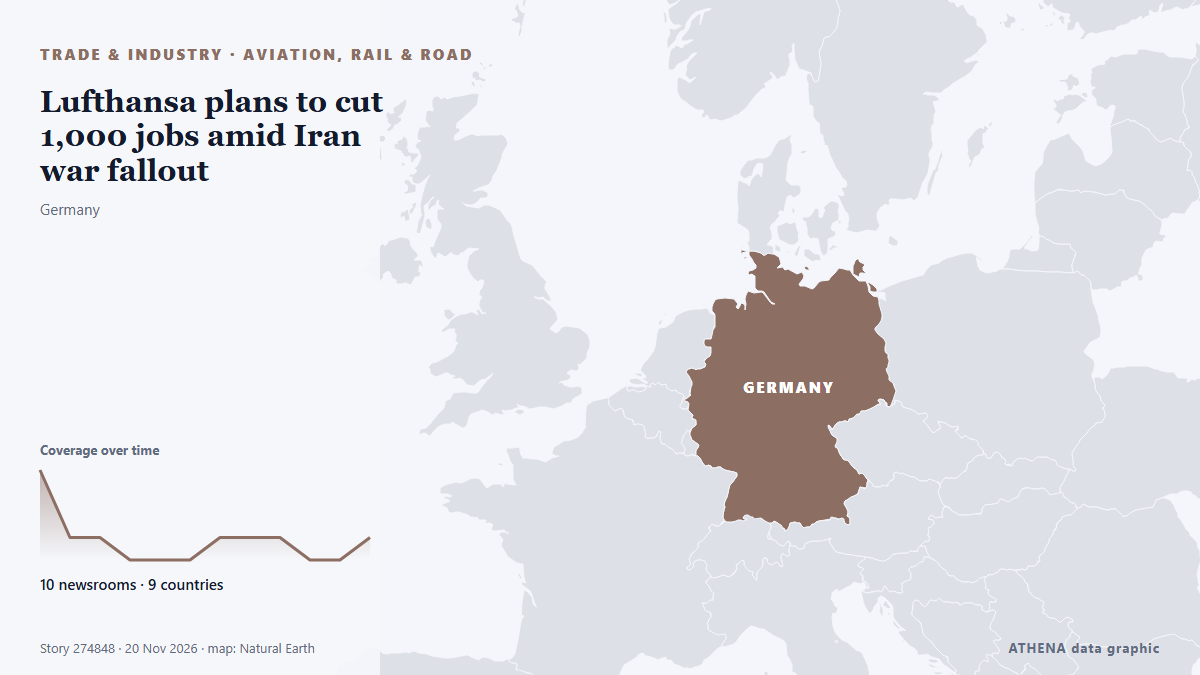 TRADE & INDUSTRY · AVIATION, RAIL & ROAD
Lufthansa plans to cut
1,000 jobs amid Iran
war fallout
Germany
GERMANY
Coverage over time
10 newsrooms · 9 countries
Story 274848 · 20 Nov 2026 · map: Natural Earth
ATHENA data graphic